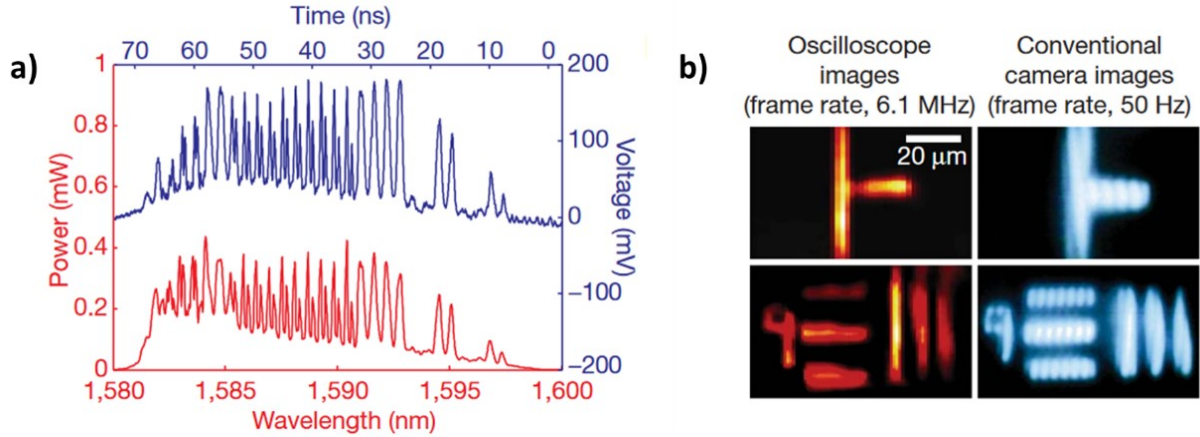 a)
Time (ns)
70 60 50 40 30 20 10 0
1 0.8 0.6 0.4 0.2 0
Power (mW)
200 100 0 −100 −200
Voltage (mV)
1,580 1,585 1,590 1,595 1,600
Wavelength (nm)
b)
Oscilloscope
images
(frame rate, 6.1 MHz)
Conventional
camera images
(frame rate, 50 Hz)
20 μm